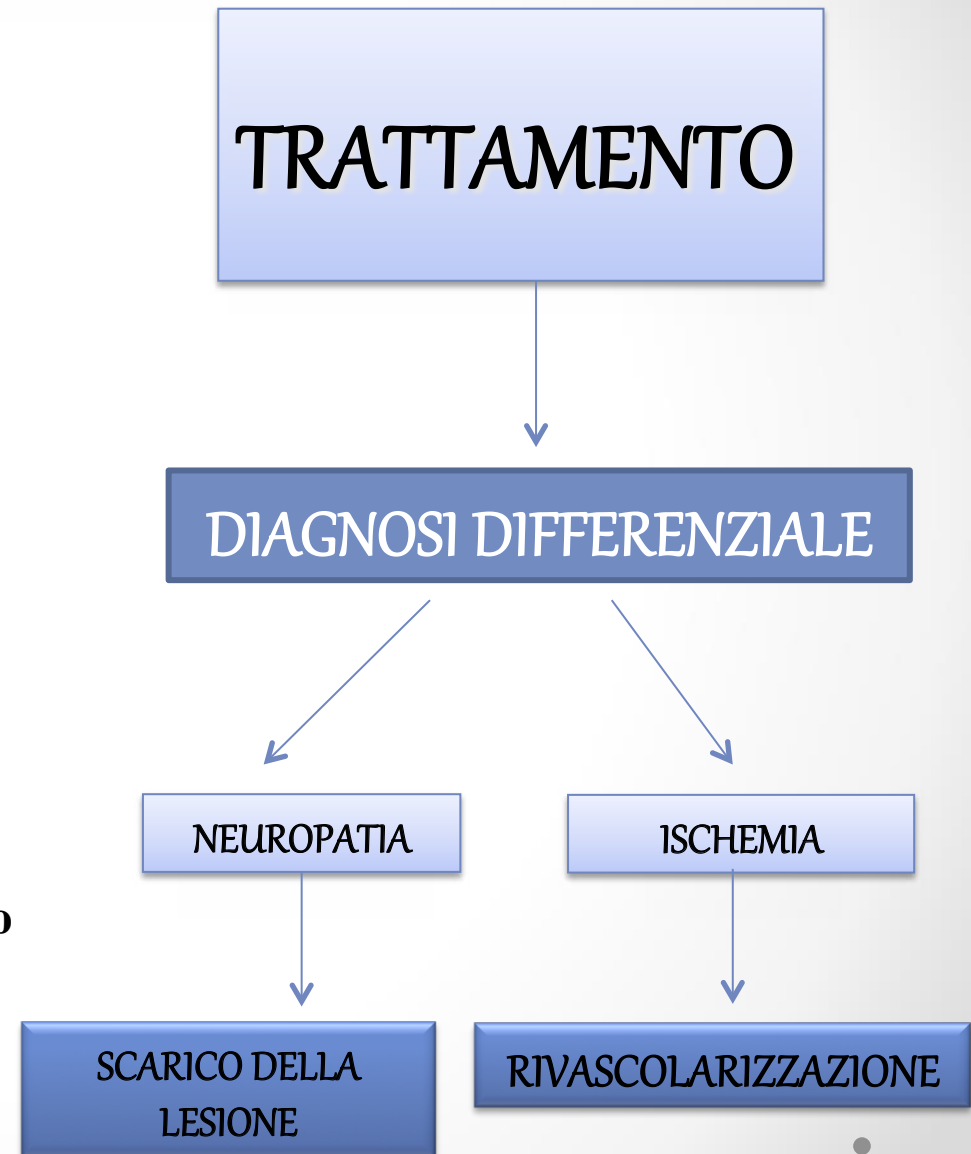 TRATTAMENTO
DIAGNOSI DIFFERENZIALE
NEUROPATIA
ISCHEMIA
SCARICO DELLA
LESIONE
RIVASCOLARIZZAZIONE